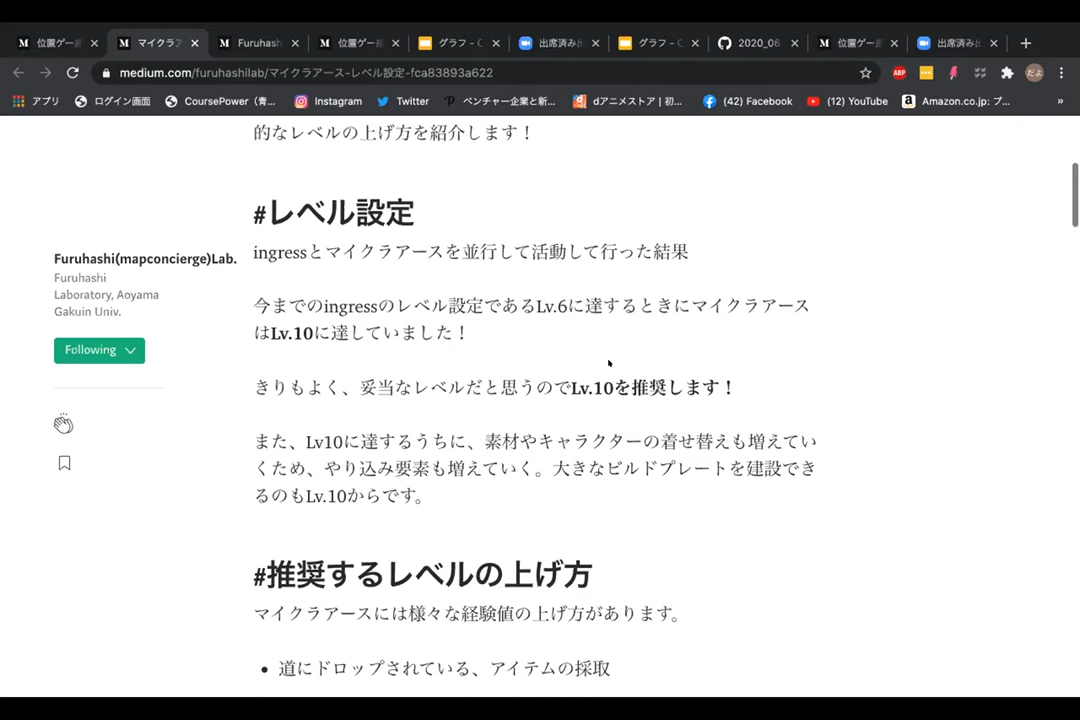 位置ゲー
マイクラア
Furuhash
位置ゲー
グラフ - C
出席済み
グラフ - C
2020_06
位置ゲー
出席済み
medium.com/furuhashilab/マイクラアース-レベル設定-fca83893a622
ABP
だよ
アプリ
ログイン画面
CoursePower（青...
Instagram
Twitter
ベンチャー企業と新...
dアニメストア | 初...
(42) Facebook
(12) YouTube
Amazon.co.jp: プ...
»
的なレベルの上げ方を紹介します！
#レベル設定
ingressとマイクラアースを並行して活動して行った結果
今までのingressのレベル設定であるLv.6に達するときにマイクラアース
はLv.10に達していました！
きりもよく、妥当なレベルだと思うのでLv.10を推奨します！
また、Lv10に達するうちに、素材やキャラクターの着せ替えも増えてい
くため、やり込み要素も増えていく。大きなビルドプレートを建設でき
るのもLv.10からです。
#推奨するレベルの上げ方
マイクラアースには様々な経験値の上げ方があります。
• 道にドロップされている、アイテムの採取
Furuhashi(mapconcierge)Lab.
Furuhashi
Laboratory, Aoyama
Gakuin Univ.
Following